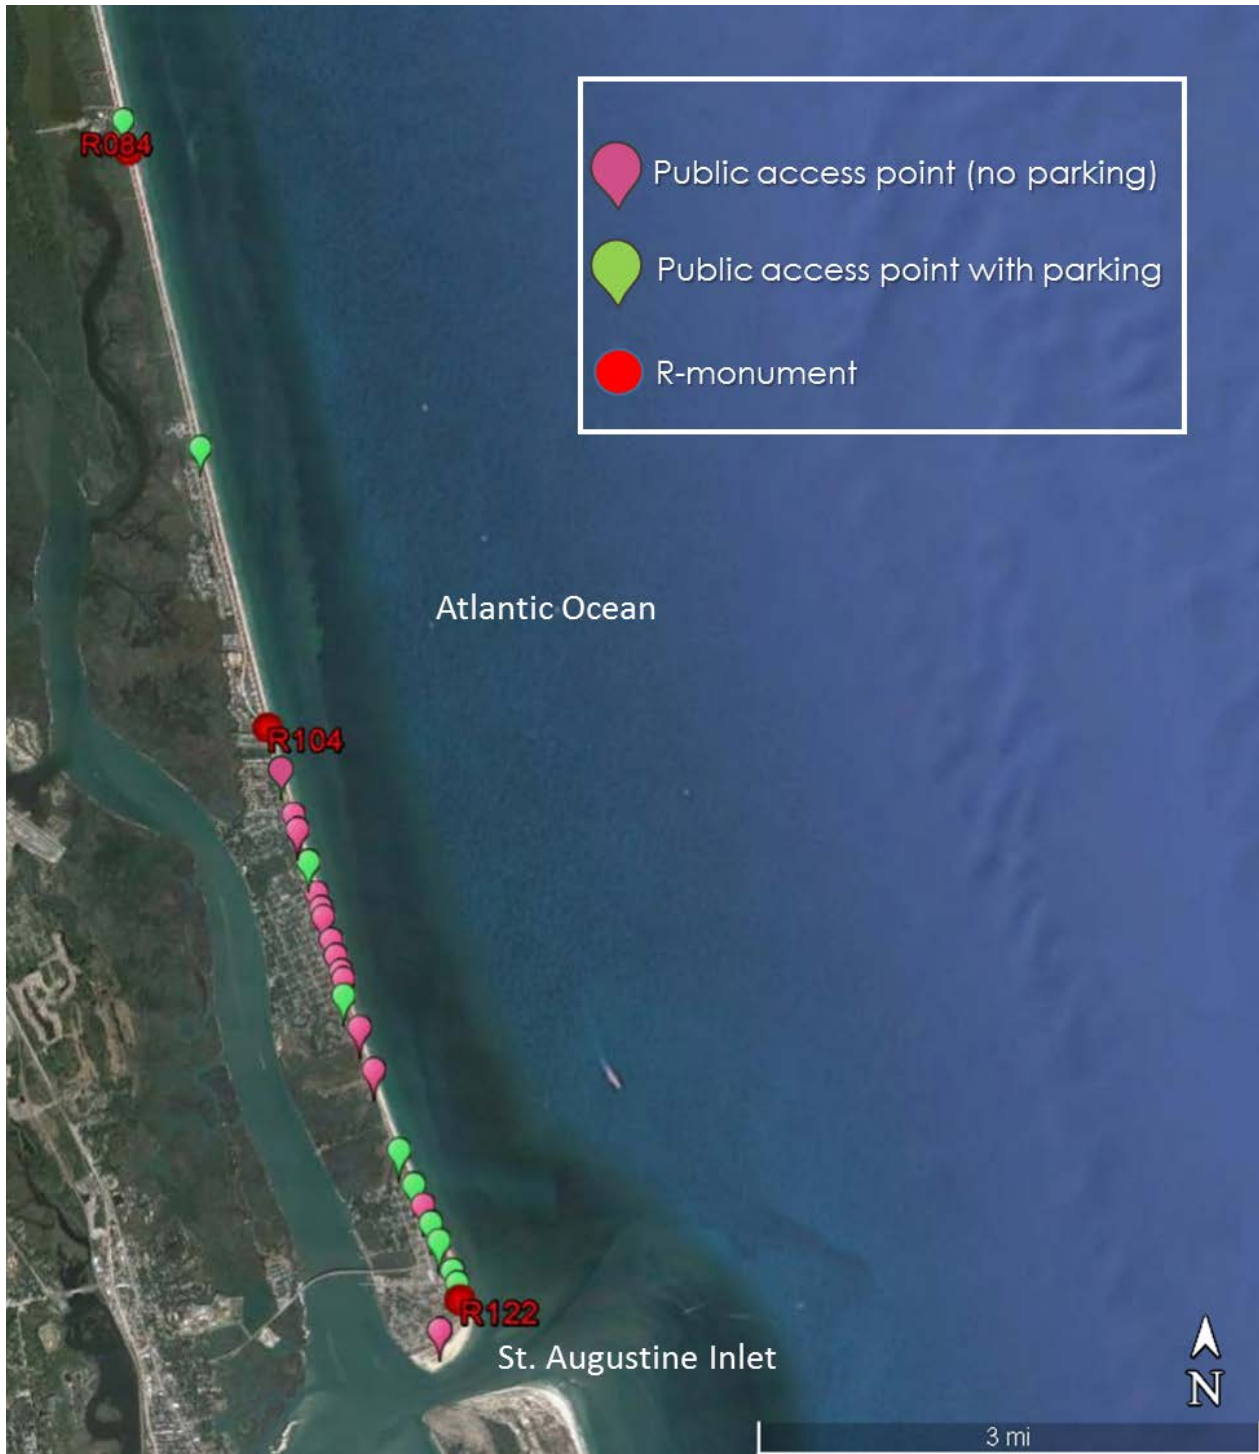 R084
Public access point (no parking)
Public access point with parking
R-monument
Atlantic Ocean
R104
R122
St. Augustine Inlet
N
3 mi